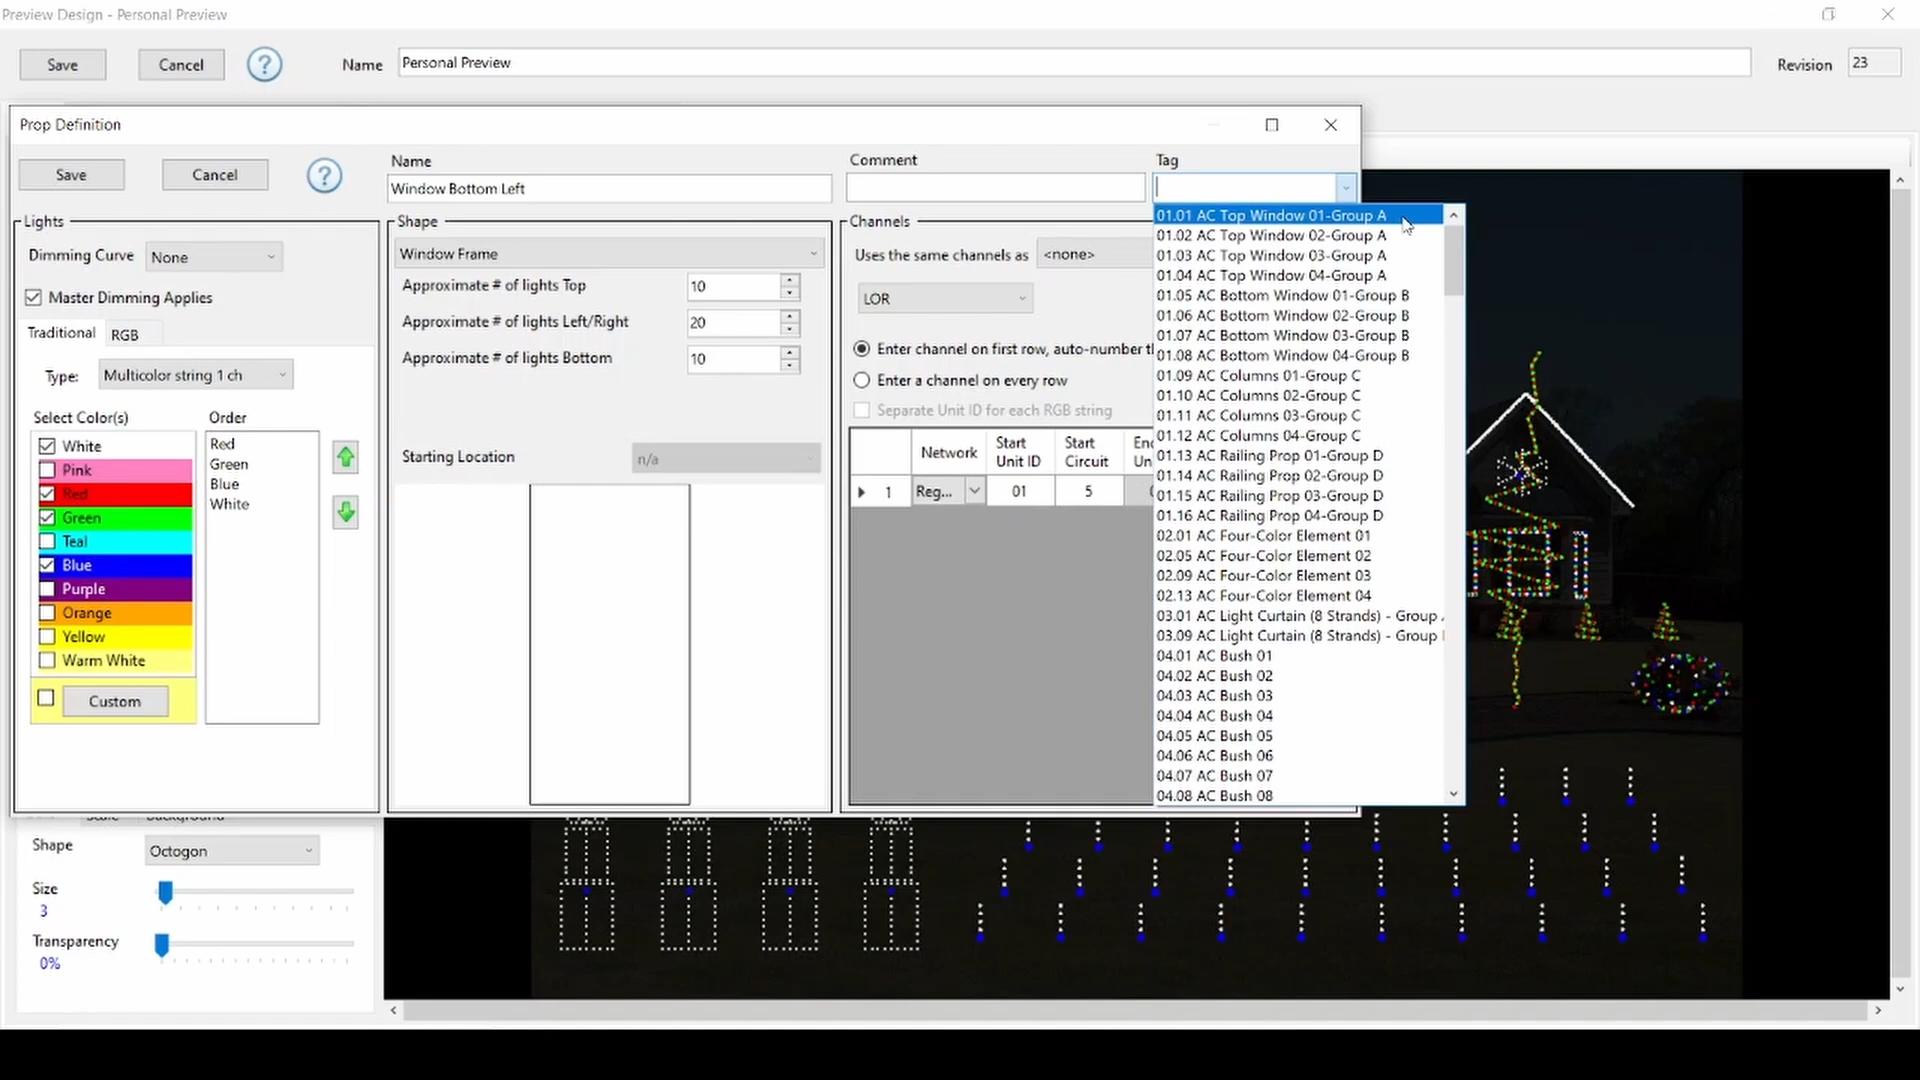 Preview Design - Personal Preview
Save
Cancel
?
Name
Personal Preview
Revision
23
Prop Definition
Save
Cancel
?
Name
Window Bottom Left
Comment
Tag
Lights
Dimming Curve
None
Master Dimming Applies
Traditional
RGB
Type:
Multicolor string 1 ch
Select Color(s)
Order
White
Pink
Red
Green
Teal
Blue
Purple
Orange
Yellow
Warm White
Custom
Red
Green
Blue
White
Shape
Window Frame
Approximate # of lights Top
10
Approximate # of lights Left/Right
20
Approximate # of lights Bottom
10
Starting Location
n/a
Channels
Uses the same channels as
<none>
LOR
Enter channel on first row, auto-number t
Enter a channel on every row
Separate Unit ID for each RGB string
Network
Start Unit ID
Start Circuit
1
Reg...
01
5
01.01 AC Top Window 01-Group A
01.02 AC Top Window 02-Group A
01.03 AC Top Window 03-Group A
01.04 AC Top Window 04-Group A
01.05 AC Bottom Window 01-Group B
01.06 AC Bottom Window 02-Group B
01.07 AC Bottom Window 03-Group B
01.08 AC Bottom Window 04-Group B
01.09 AC Columns 01-Group C
01.10 AC Columns 02-Group C
01.11 AC Columns 03-Group C
01.12 AC Columns 04-Group C
01.13 AC Railing Prop 01-Group D
01.14 AC Railing Prop 02-Group D
01.15 AC Railing Prop 03-Group D
01.16 AC Railing Prop 04-Group D
02.01 AC Four-Color Element 01
02.05 AC Four-Color Element 02
02.09 AC Four-Color Element 03
02.13 AC Four-Color Element 04
03.01 AC Light Curtain (8 Strands) - Group
03.09 AC Light Curtain (8 Strands) - Group
04.01 AC Bush 01
04.02 AC Bush 02
04.03 AC Bush 03
04.04 AC Bush 04
04.05 AC Bush 05
04.06 AC Bush 06
04.07 AC Bush 07
04.08 AC Bush 08
Shape
Octogon
Size
3
Transparency
0%